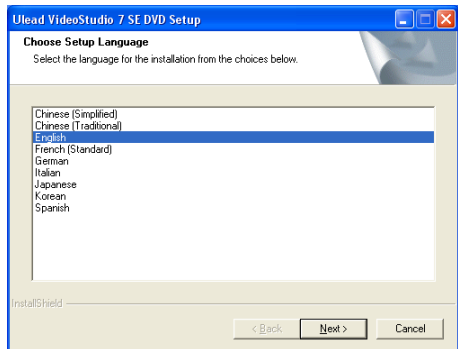 Ulead VideoStudio 7 SE DVD Setup
Choose Setup Language
Select the language for the installation from the choices below.
Chinese (Simplified)
Chinese (Traditional)
English
French (Standard)
German
Italian
Japanese
Korean
Spanish
InstallShield
< Back Next > Cancel